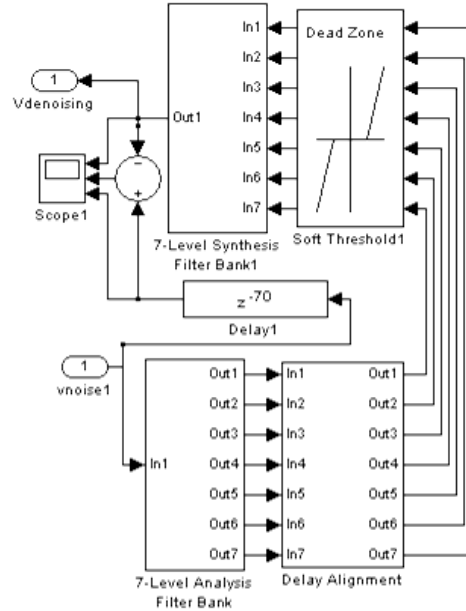 In1
Dead Zone
In2
1
In3
Vdenoising
Out1
In4
−
In5
+
In6
Scope1
In7
7-Level Synthesis
Filter Bank1
Soft Threshold1
z-70
Delay1
1
vnoise1
Out1
In1
Out1
Out2
In2
Out2
Out3
In3
Out3
In1
Out4
In4
Out4
Out5
In5
Out5
Out6
In6
Out6
Out7
In7
Out7
7-Level Analysis
Filter Bank
Delay Alignment